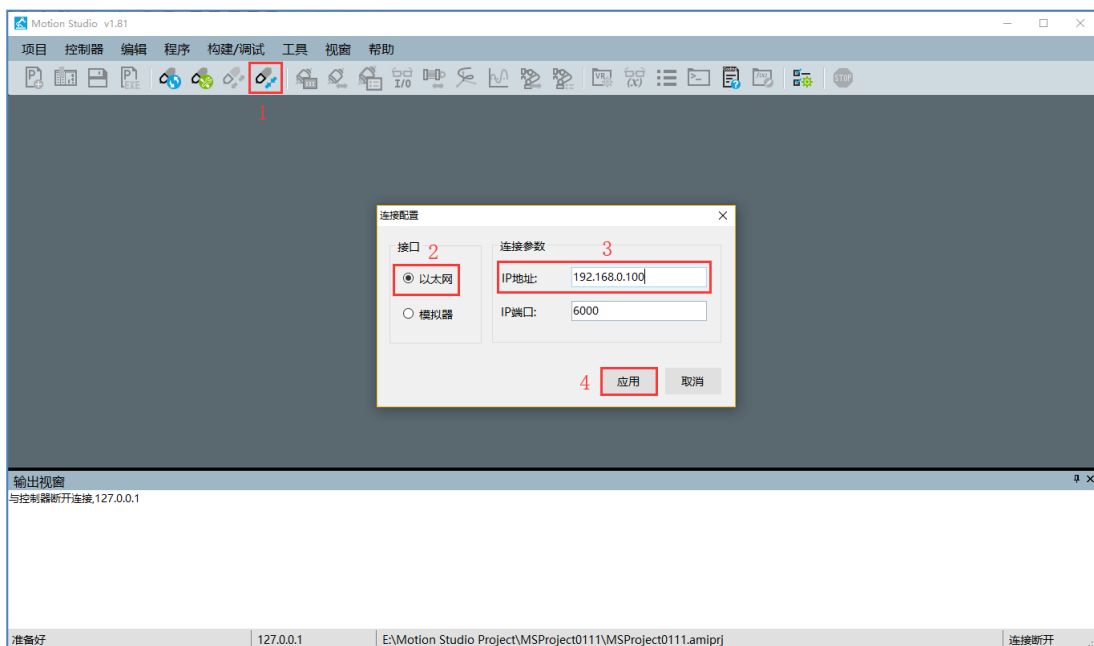 Motion Studio v1.81
项目 控制器 编辑 程序 构建/调试 工具 视窗 帮助
P P EXE I/O VR (X) STOP
1
连接配置
接口 2 连接参数 3
以太网 IP地址: 192.168.0.100
模拟器 IP端口: 6000
4 应用 取消
输出视窗
与控制器断开连接,127.0.0.1
准备好 127.0.0.1 E:\Motion Studio Project\MSProject0111\MSProject0111.amiprj 连接断开